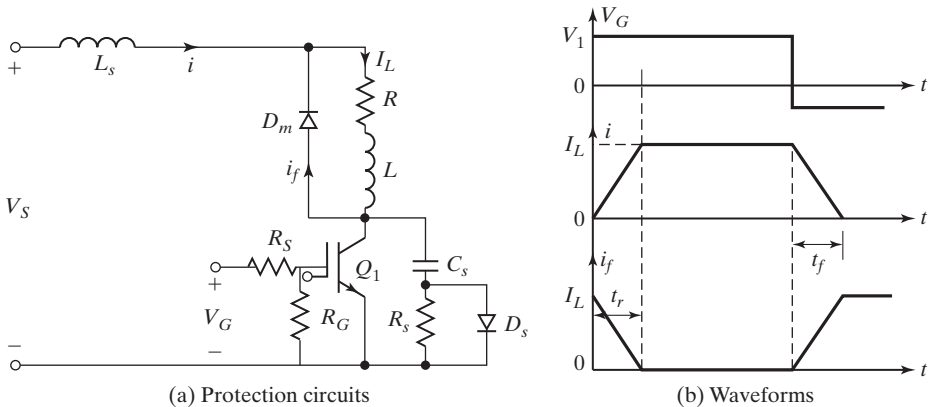 L_s
i
I_L
R
D_m
L
i_f
V_S
R_S
Q_1
C_s
V_G
R_G
R_s
D_s
+
−
+
−
(a) Protection circuits
V_G
V_1
0
t
i
I_L
0
t
t_f
i_f
I_L
t_r
0
t
(b) Waveforms